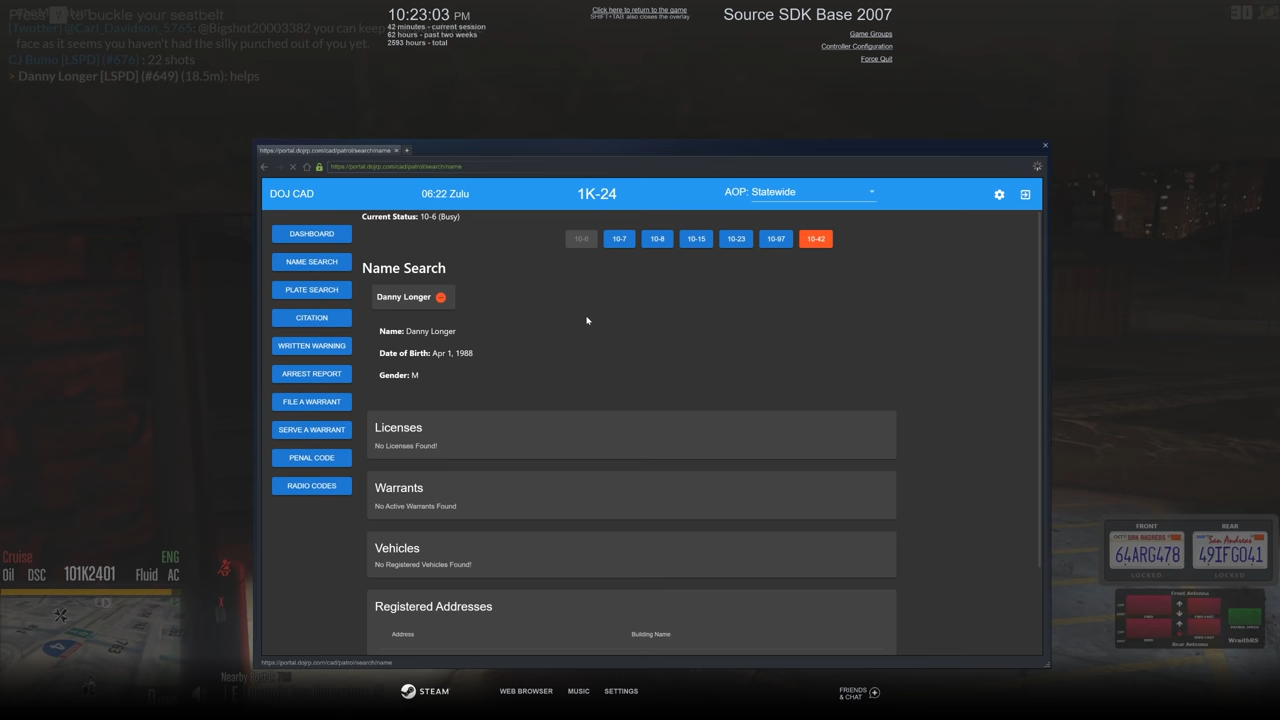 Press Y to buckle your seatbelt
[Twotter] @Carl_Davidson_5765: @Bigshot20003382 you can keep
face as it seems you haven't had the silly punched out of you yet.
CJ Bumo [LSPD] (#676) : 22 shots
> Danny Longer [LSPD] (#649) (18.5m): helps
10:23:03 PM
42 minutes - current session
62 hours - past two weeks
2593 hours - total
Click here to return to the game
SHIFT+TAB also closes the overlay
Source SDK Base 2007
Game Groups
Controller Configuration
Force Quit
https://portal.dojrp.com/cad/patrol/search/name
https://portal.dojrp.com/cad/patrol/search/name
DOJ CAD
06:22 Zulu
1K-24
AOP: Statewide
Current Status: 10-6 (Busy)
10-6 10-7 10-8 10-15 10-23 10-97 10-42
DASHBOARD
NAME SEARCH
PLATE SEARCH
CITATION
WRITTEN WARNING
ARREST REPORT
FILE A WARRANT
SERVE A WARRANT
PENAL CODE
RADIO CODES
Name Search
Danny Longer
Name: Danny Longer
Date of Birth: Apr 1, 1988
Gender: M
Licenses
No Licenses Found!
Warrants
No Active Warrants Found
Vehicles
No Registered Vehicles Found!
Registered Addresses
Address Building Name
https://portal.dojrp.com/cad/patrol/search/name
Cruise ENG
Oil DSC 101K2401 Fluid AC
Nearby Postal
FRONT REAR
64ARG478 49IFG041
LOCKED LOCKED
Front Antenna
Rear Antenna
WraithRS
STEAM
WEB BROWSER
MUSIC
SETTINGS
FRIENDS
& CHAT